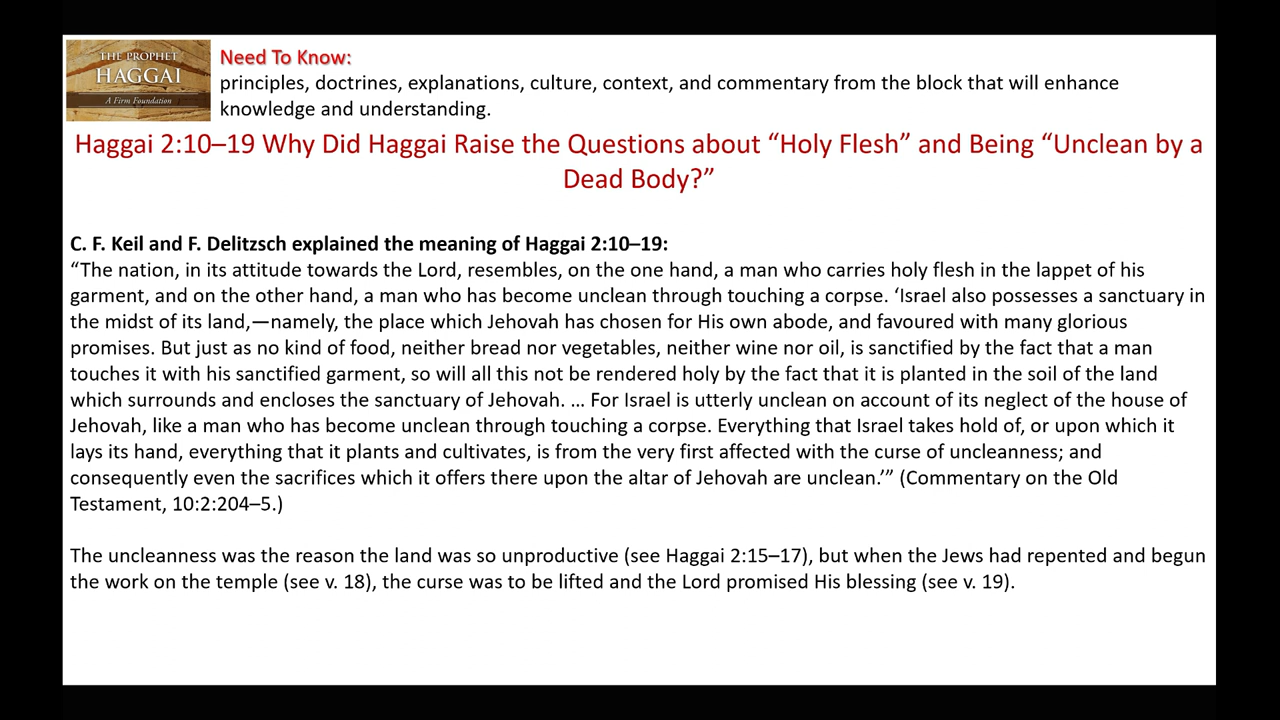 THE PROPHET
HAGGAI
A Firm Foundation
Need To Know:
principles, doctrines, explanations, culture, context, and commentary from the block that will enhance
knowledge and understanding.
Haggai 2:10–19 Why Did Haggai Raise the Questions about “Holy Flesh” and Being “Unclean by a
Dead Body?”
C. F. Keil and F. Delitzsch explained the meaning of Haggai 2:10–19:
“The nation, in its attitude towards the Lord, resembles, on the one hand, a man who carries holy flesh in the lappet of his
garment, and on the other hand, a man who has become unclean through touching a corpse. ‘Israel also possesses a sanctuary in
the midst of its land,—namely, the place which Jehovah has chosen for His own abode, and favoured with many glorious
promises. But just as no kind of food, neither bread nor vegetables, neither wine nor oil, is sanctified by the fact that a man
touches it with his sanctified garment, so will all this not be rendered holy by the fact that it is planted in the soil of the land
which surrounds and encloses the sanctuary of Jehovah. … For Israel is utterly unclean on account of its neglect of the house of
Jehovah, like a man who has become unclean through touching a corpse. Everything that Israel takes hold of, or upon which it
lays its hand, everything that it plants and cultivates, is from the very first affected with the curse of uncleanness; and
consequently even the sacrifices which it offers there upon the altar of Jehovah are unclean.’” (Commentary on the Old
Testament, 10:2:204–5.)
The uncleanness was the reason the land was so unproductive (see Haggai 2:15–17), but when the Jews had repented and begun
the work on the temple (see v. 18), the curse was to be lifted and the Lord promised His blessing (see v. 19).